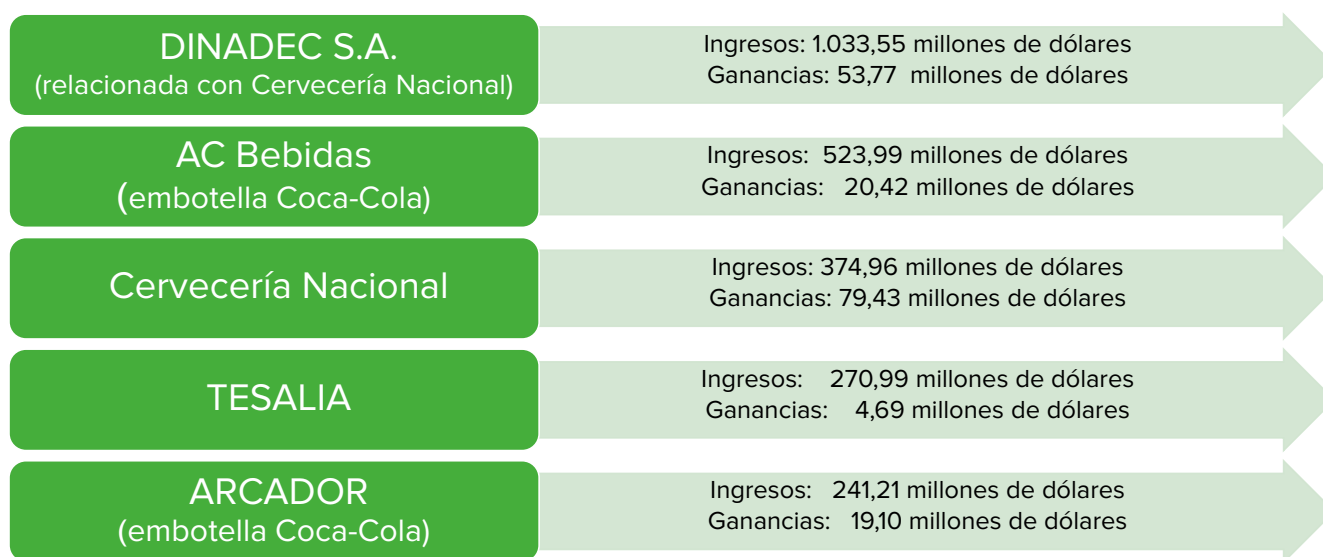 DINADEC S.A.
(relacionada con Cervecería Nacional)
Ingresos: 1.033,55 millones de dólares
Ganancias: 53,77 millones de dólares
AC Bebidas
(embotella Coca-Cola)
Ingresos: 523,99 millones de dólares
Ganancias: 20,42 millones de dólares
Cervecería Nacional
Ingresos: 374,96 millones de dólares
Ganancias: 79,43 millones de dólares
TESALIA
Ingresos: 270,99 millones de dólares
Ganancias: 4,69 millones de dólares
ARCADOR
(embotella Coca-Cola)
Ingresos: 241,21 millones de dólares
Ganancias: 19,10 millones de dólares